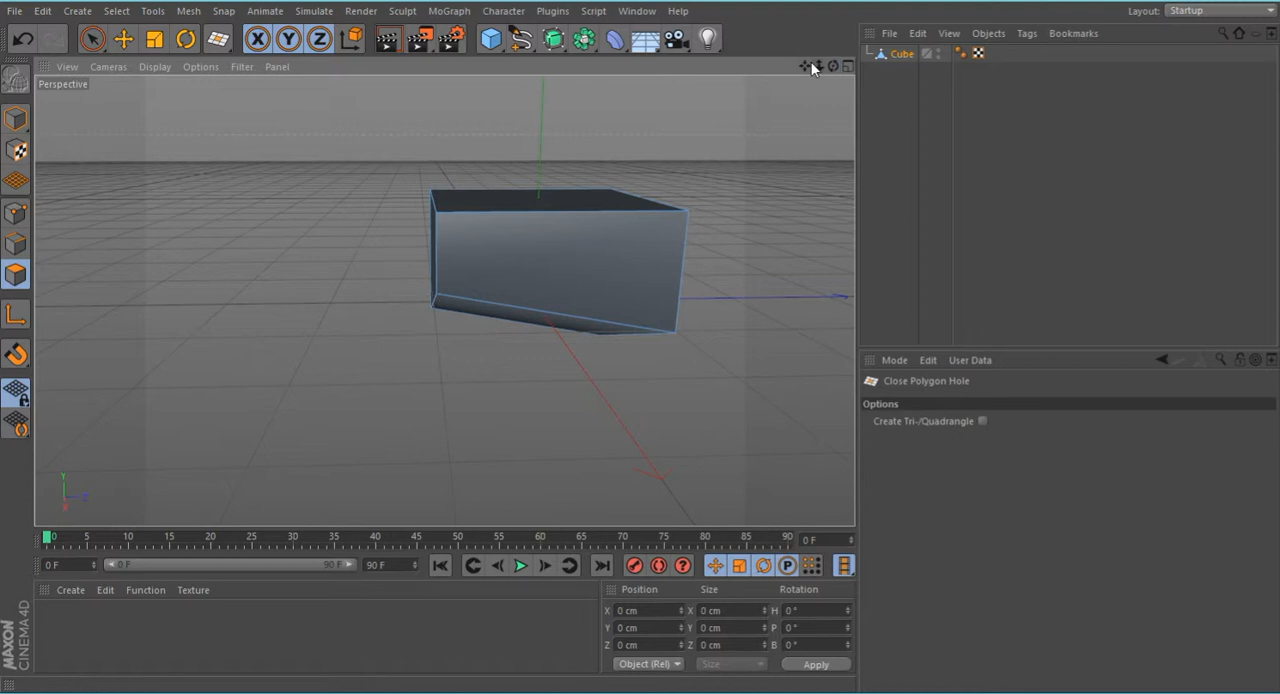 File Edit Create Select Tools Mesh Snap Animate Simulate Render Sculpt MoGraph Character Plugins Script Window Help Layout: Startup
X Y Z
File Edit View Objects Tags Bookmarks
Cube
View Cameras Display Options Filter Panel
Perspective
Mode Edit User Data
Close Polygon Hole
Options
Create Tri-/Quadrangle
Y
Z
X
0 5 10 15 20 25 30 35 40 45 50 55 60 65 70 75 80 85 90 0 F
0 F 0 F 90 F 90 F P
Create Edit Function Texture Position Size Rotation
X 0 cm X 0 cm H 0 °
Y 0 cm Y 0 cm P 0 °
Z 0 cm Z 0 cm B 0 °
Object (Rel) Size Apply
MAXON
CINEMA 4D